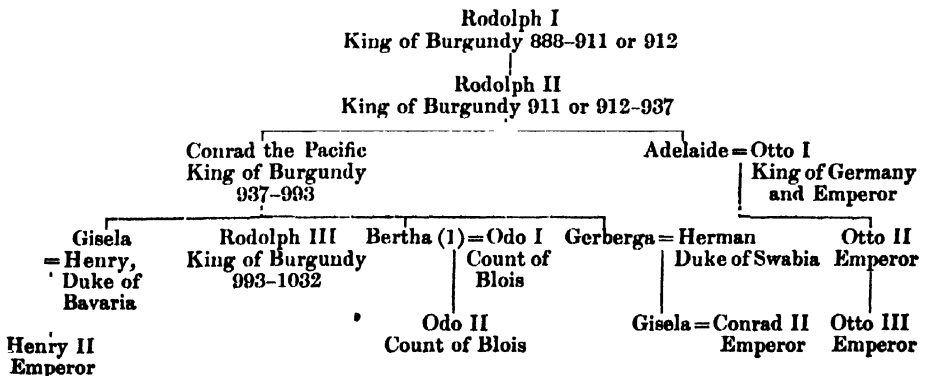 Rodolph I
King of Burgundy 888-911 or 912
Rodolph II
King of Burgundy 911 or 912-937
Conrad the Pacific
King of Burgundy
937-993
Adelaide=Otto I
King of Germany
and Emperor
Gisela
=Henry,
Duke of
Bavaria
Rodolph III
King of Burgundy
993-1032
Bertha (1)=Odo I
Count of
Blois
Gerberga=Herman
Duke of Swabia
Otto II
Emperor
Henry II
Emperor
Odo II
Count of Blois
Gisela=Conrad II
Emperor
Otto III
Emperor